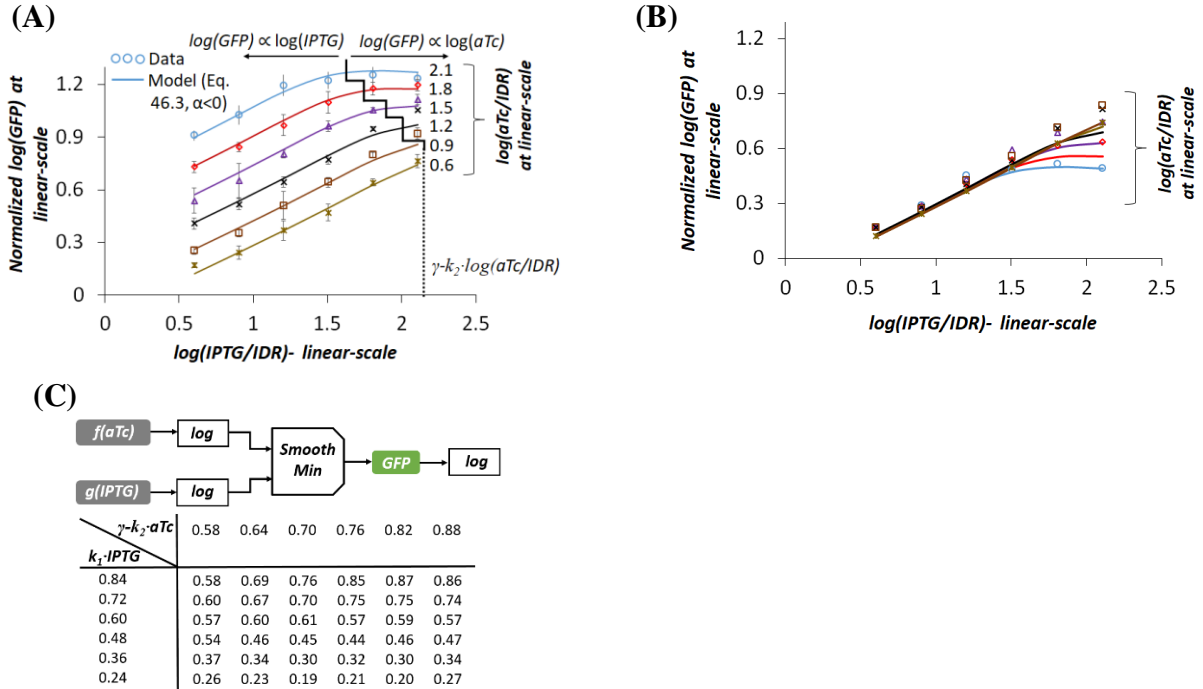 (A)
log(GFP) ∝ log(IPTG) log(GFP) ∝ log(aTc)
Data
Model (Eq.
46.3, α<0)
Normalized log(GFP) at
linear-scale
1.2
0.9
0.6
0.3
0
2.1
1.8
1.5
1.2
0.9
0.6
log(aTc/IDR)
at linear-scale
γ-k2·log(aTc/IDR)
0 0.5 1 1.5 2 2.5
log(IPTG/IDR)- linear-scale
(B)
Normalized log(GFP) at
linear-scale
1.2
0.9
0.6
0.3
0
log(aTc/IDR)
at linear-scale
0 0.5 1 1.5 2 2.5
log(IPTG/IDR)- linear-scale
(C)
f(aTc) log
Smooth
Min
GFP log
g(IPTG) log
γ-k2·aTc 0.58 0.64 0.70 0.76 0.82 0.88
k1·IPTG
0.84 0.58 0.69 0.76 0.85 0.87 0.86
0.72 0.60 0.67 0.70 0.75 0.75 0.74
0.60 0.57 0.60 0.61 0.57 0.59 0.57
0.48 0.54 0.46 0.45 0.44 0.46 0.47
0.36 0.37 0.34 0.30 0.32 0.30 0.34
0.24 0.26 0.23 0.19 0.21 0.20 0.27